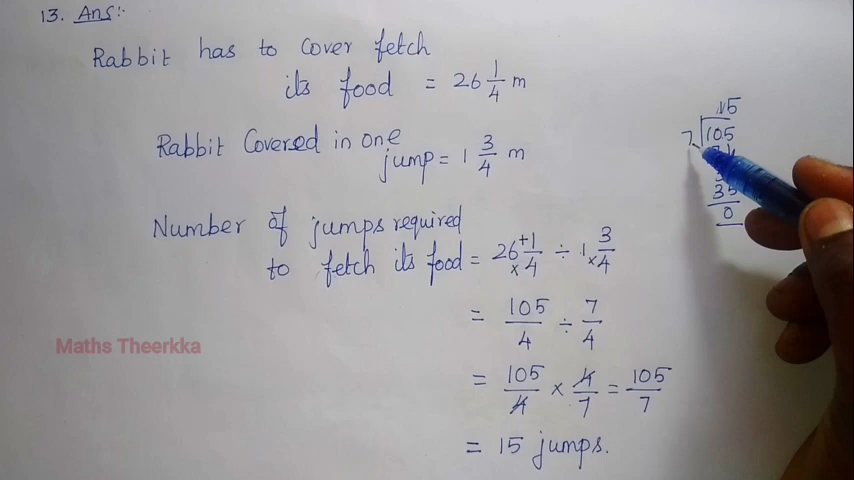 13. Ans:-
Rabbit has to cover fetch
its food = 26 1/4 m
Rabbit Covered in one
jump = 1 3/4 m
Number of jumps required
to fetch its food = 26 + 1/× 4 ÷ 1 3/× 4
= 105/4 ÷ 7/4
= 105/4 × 4/7 = 105/7
= 15 jumps.
15
7 105
35
0
Maths Theerkka